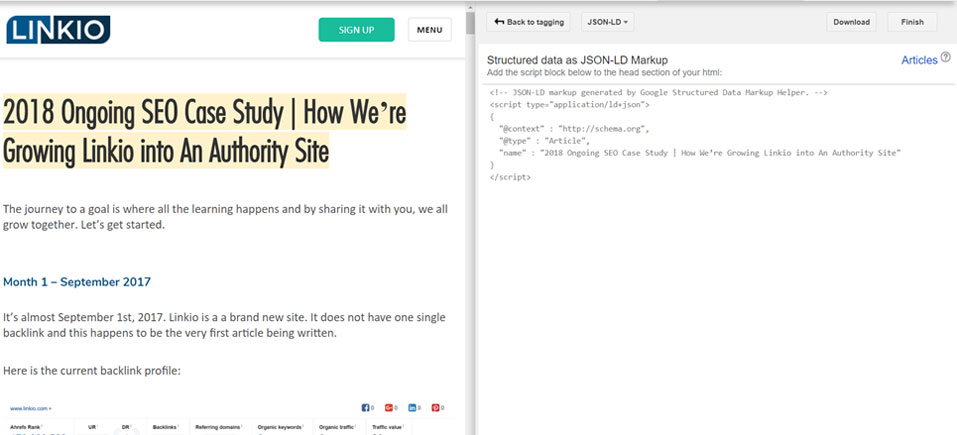 LINKIO
SIGN UP
MENU
2018 Ongoing SEO Case Study | How We’re
Growing Linkio into An Authority Site
The journey to a goal is where all the learning happens and by sharing it with you, we all
grow together. Let’s get started.
Month 1 – September 2017
It’s almost September 1st, 2017. Linkio is a a brand new site. It does not have one single
backlink and this happens to be the very first article being written.
Here is the current backlink profile:
www.linkio.com
0 0 0 0
Ahrefs Rank UR DR Backlinks Referring domains Organic keywords Organic traffic Traffic value
Back to tagging
JSON-LD
Download
Finish
Structured data as JSON-LD Markup
Articles
Add the script block below to the head section of your html:
<!-- JSON-LD markup generated by Google Structured Data Markup Helper. -->
<script type="application/ld+json">
{
"@context" : "http://schema.org",
"@type" : "Article",
"name" : "2018 Ongoing SEO Case Study | How We’re Growing Linkio into An Authority Site"
}
</script>